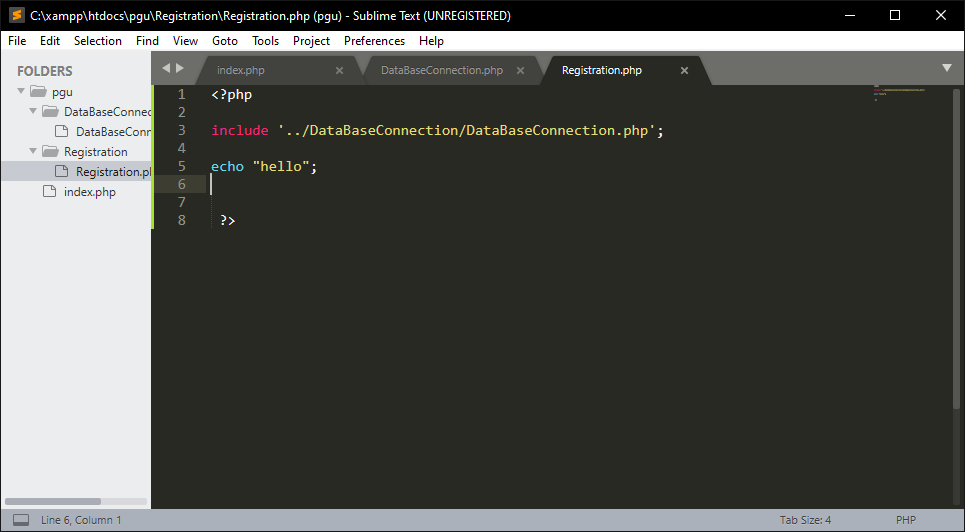 C:\xampp\htdocs\pgu\Registration\Registration.php (pgu) - Sublime Text (UNREGISTERED)
File Edit Selection Find View Goto Tools Project Preferences Help
FOLDERS
pgu
DataBaseConnec
DataBaseConn
Registration
Registration.ph
index.php
index.php DataBaseConnection.php Registration.php
1 <?php
2
3 include '../DataBaseConnection/DataBaseConnection.php';
4
5 echo "hello";
6
7
8 ?>
Line 6, Column 1 Tab Size: 4 PHP